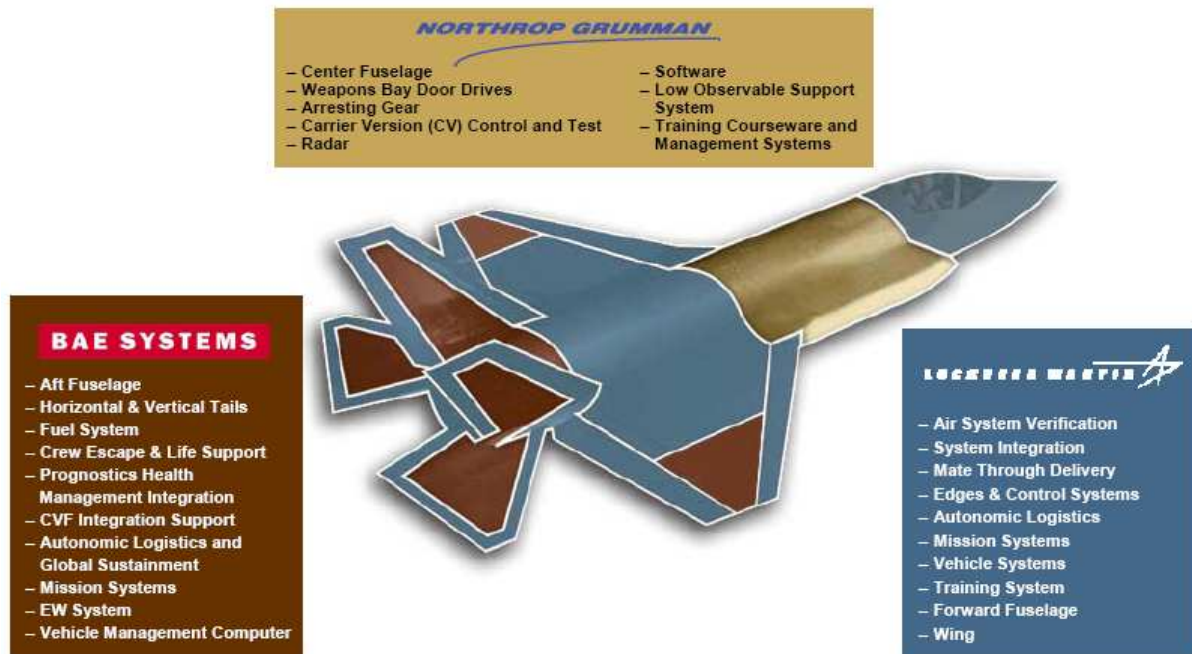 NORTHROP GRUMMAN
– Center Fuselage
– Weapons Bay Door Drives
– Arresting Gear
– Carrier Version (CV) Control and Test
– Radar
– Software
– Low Observable Support
System
– Training Courseware and
Management Systems
BAE SYSTEMS
– Aft Fuselage
– Horizontal & Vertical Tails
– Fuel System
– Crew Escape & Life Support
– Prognostics Health
Management Integration
– CVF Integration Support
– Autonomic Logistics and
Global Sustainment
– Mission Systems
– EW System
– Vehicle Management Computer
LOCKHEED MARTIN
– Air System Verification
– System Integration
– Mate Through Delivery
– Edges & Control Systems
– Autonomic Logistics
– Mission Systems
– Vehicle Systems
– Training System
– Forward Fuselage
– Wing